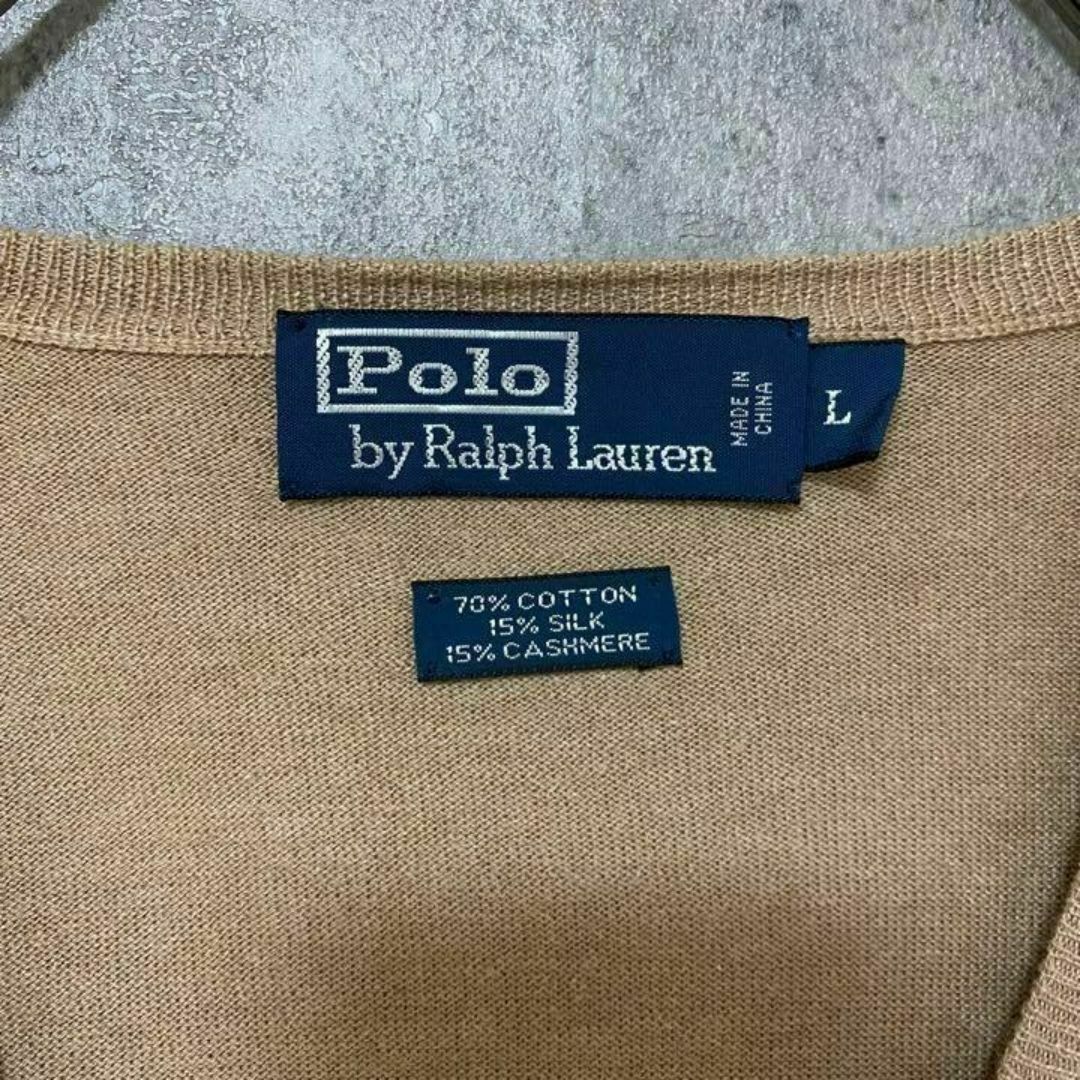 Polo
by Ralph Lauren
MADE IN
CHINA
L
70% COTTON
15% SILK
15% CASHMERE